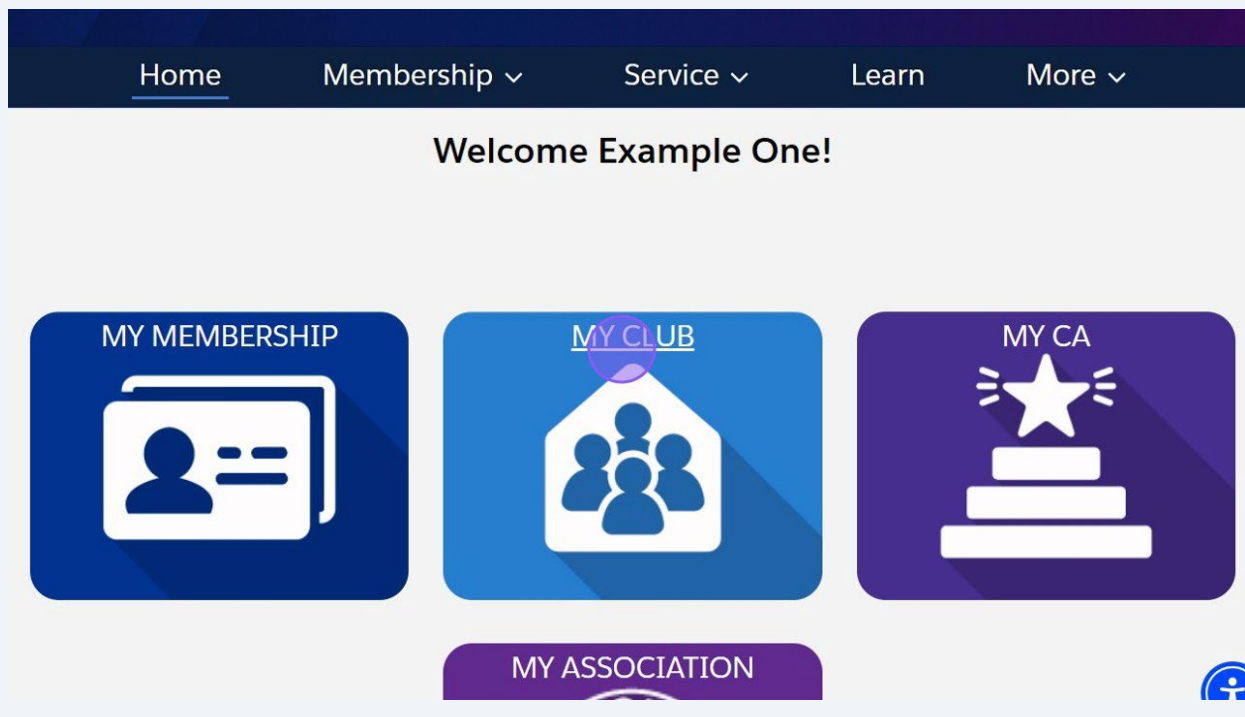 Home Membership Service Learn More
Welcome Example One!
MY MEMBERSHIP
MY CLUB
MY CA
MY ASSOCIATION